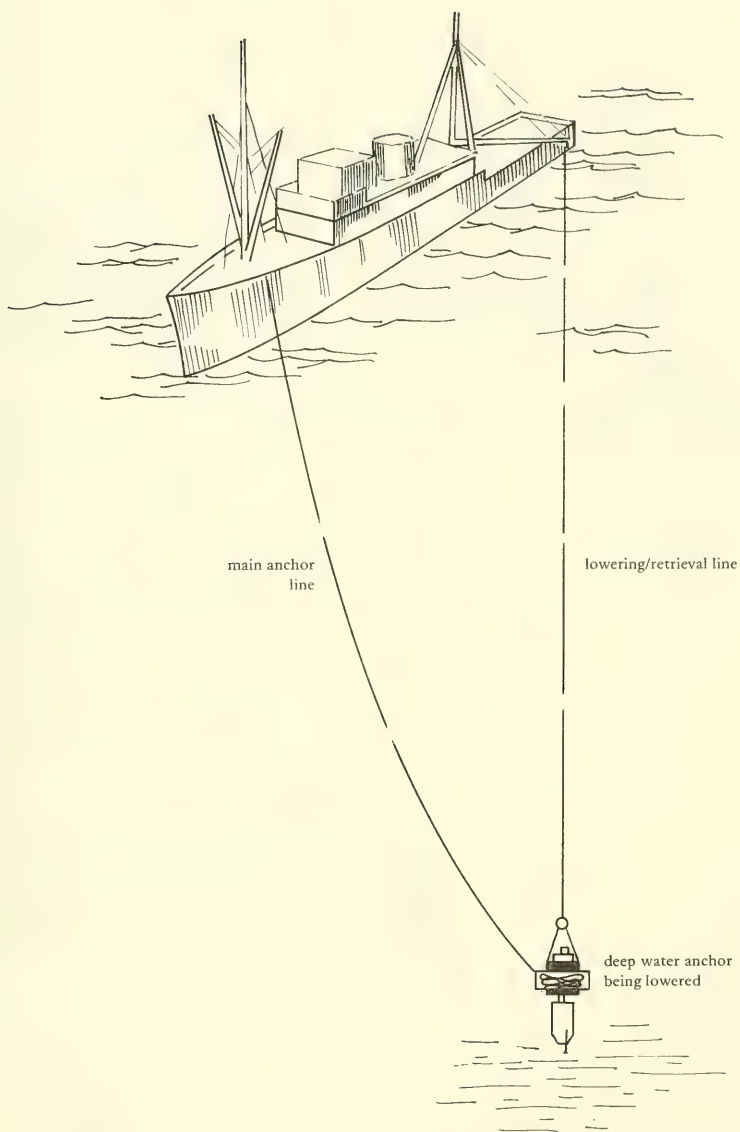 main anchor
line
lowering/retrieval line
deep water anchor
being lowered